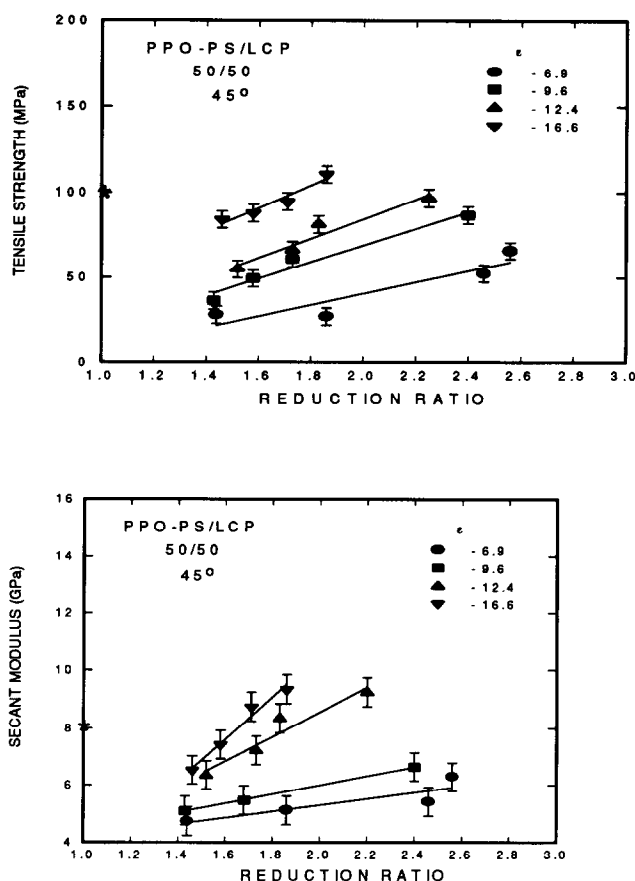 200
PPO-PS/LCP
50/50
45°
ε
- 6.9
- 9.6
- 12.4
- 16.6
150
100
50
0
TENSILE STRENGTH (MPa)
1.0 1.2 1.4 1.6 1.8 2.0 2.2 2.4 2.6 2.8 3.0
REDUCTION RATIO
16
PPO-PS/LCP
50/50
45°
ε
- 6.9
- 9.6
- 12.4
- 16.6
14
12
10
8
6
4
SECANT MODULUS (GPa)
1.0 1.2 1.4 1.6 1.8 2.0 2.2 2.4 2.6 2.8 3.0
REDUCTION RATIO